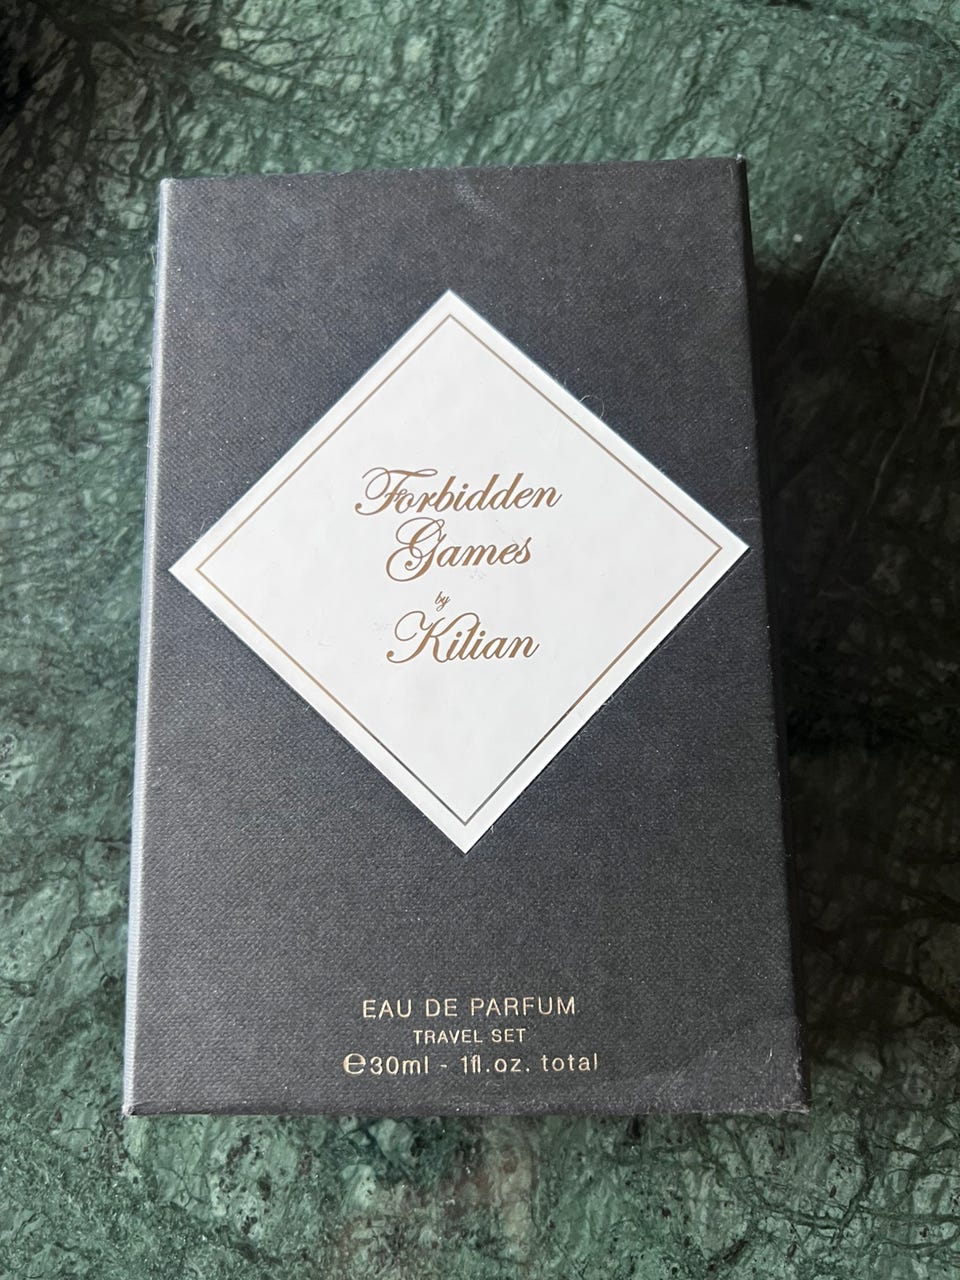 Forbidden
Games
by
Kilian
EAU DE PARFUM
TRAVEL SET
℮30ml - 1fl.oz. total